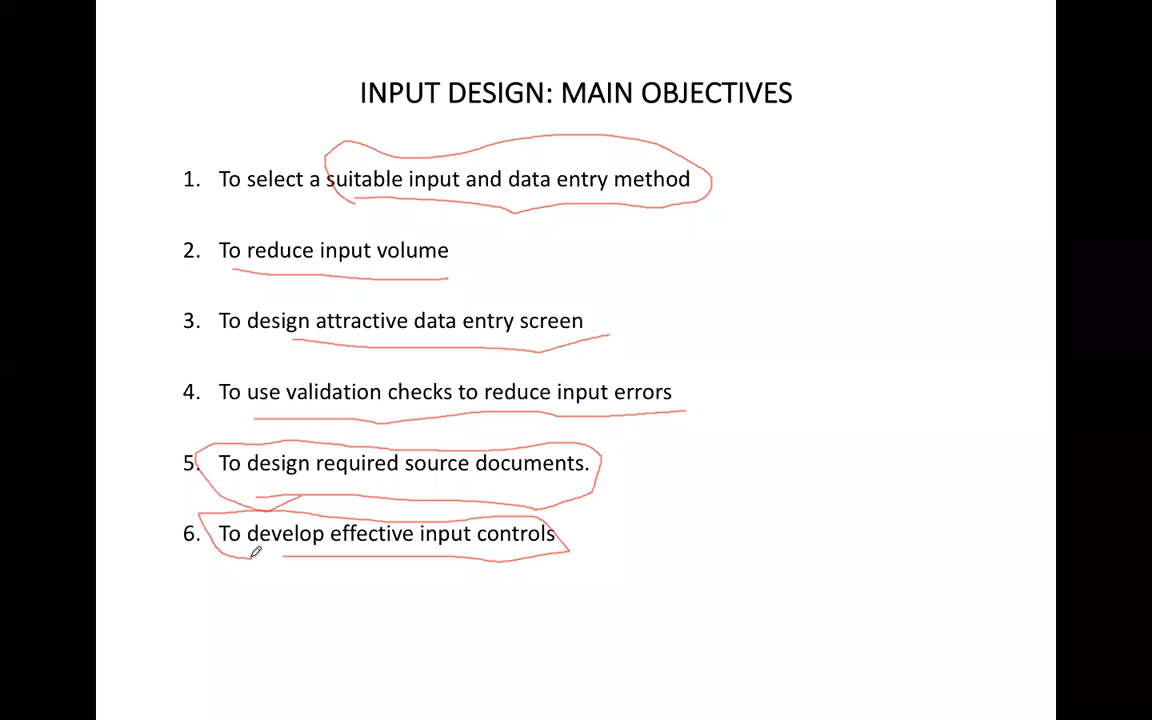 INPUT DESIGN: MAIN OBJECTIVES
1. To select a suitable input and data entry method
2. To reduce input volume
3. To design attractive data entry screen
4. To use validation checks to reduce input errors
5. To design required source documents.
6. To develop effective input controls